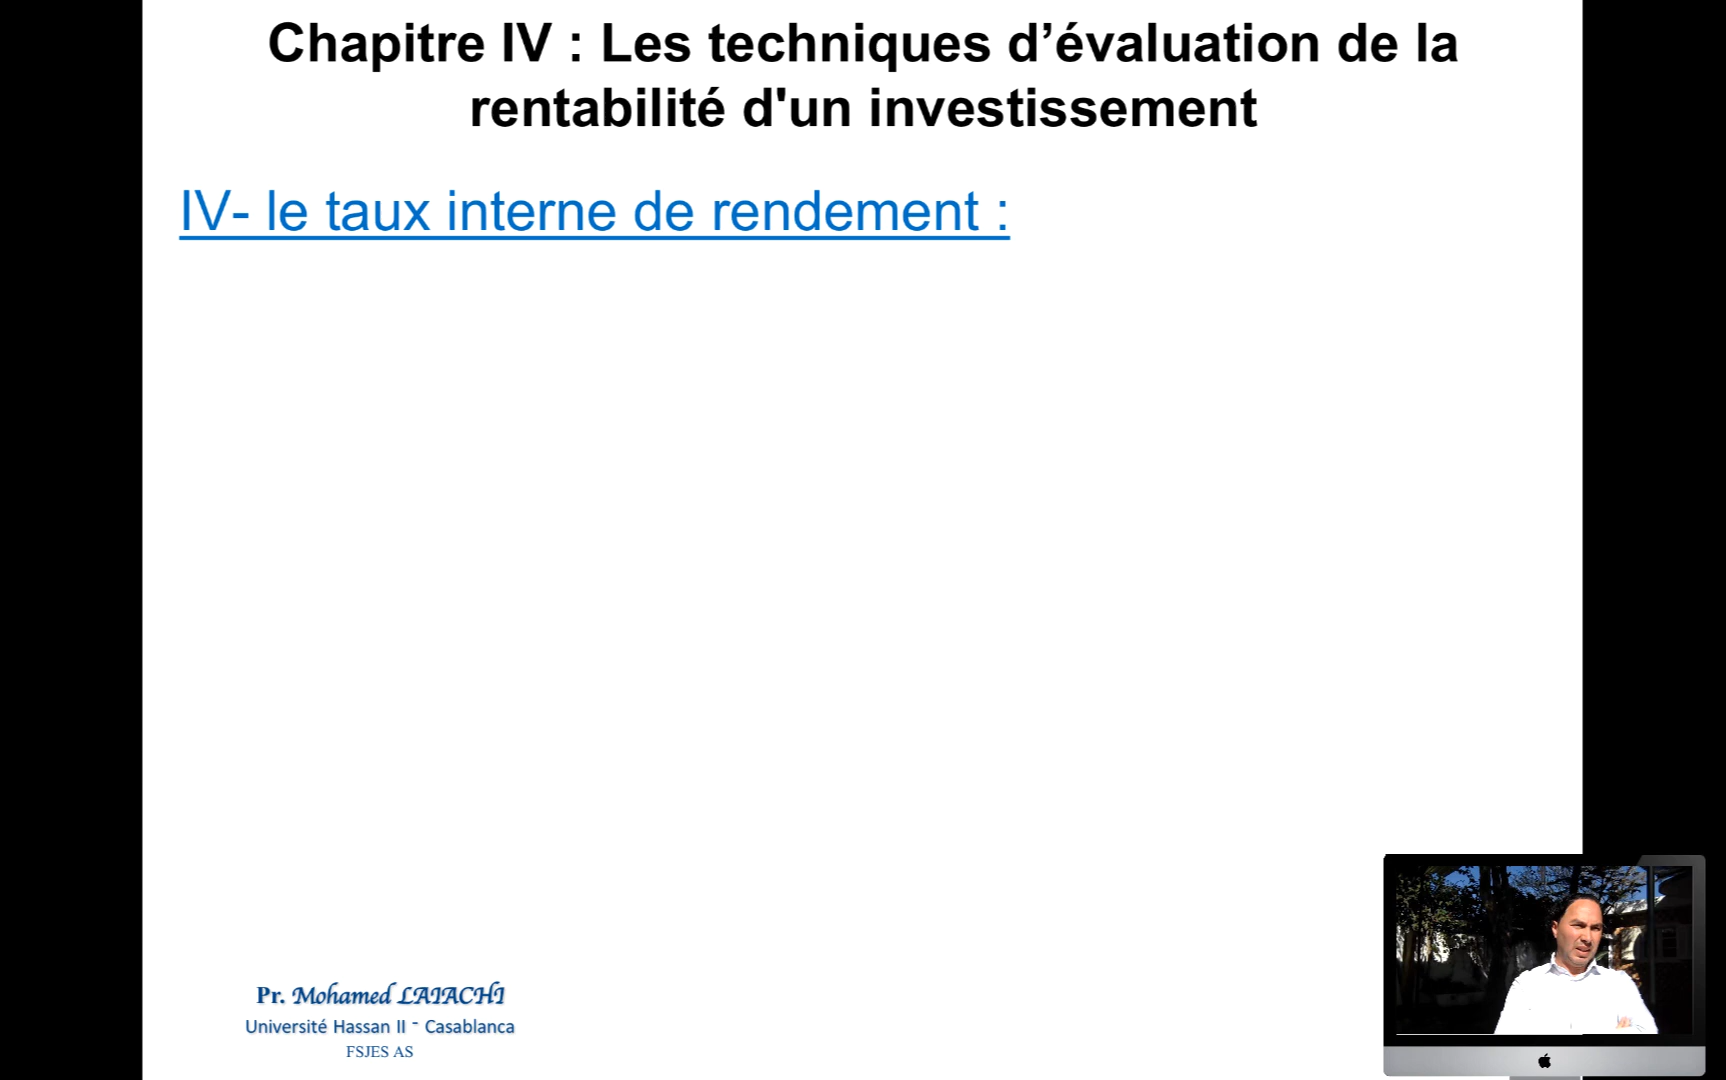 Chapitre IV : Les techniques d’évaluation de la
rentabilité d'un investissement
IV- le taux interne de rendement :
Pr. Mohamed LAIACHI
Université Hassan II - Casablanca
FSJES AS